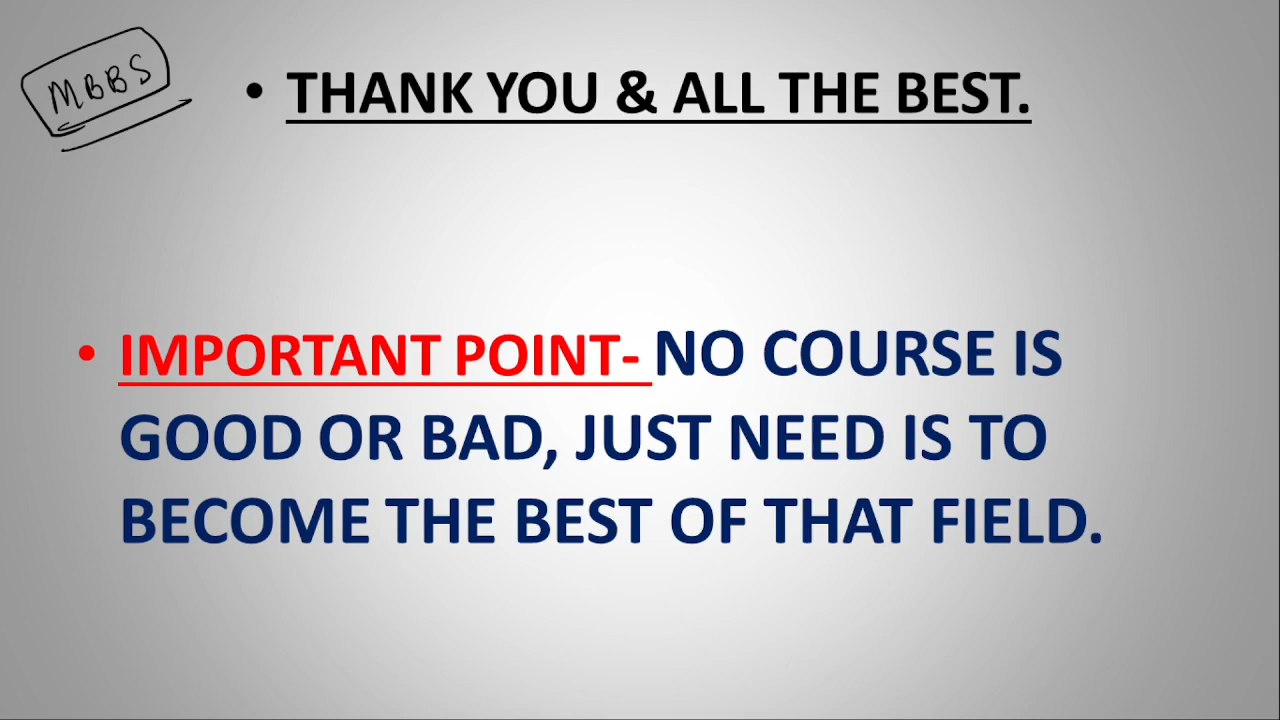 MBBS
• THANK YOU & ALL THE BEST.
• IMPORTANT POINT- NO COURSE IS
GOOD OR BAD, JUST NEED IS TO
BECOME THE BEST OF THAT FIELD.